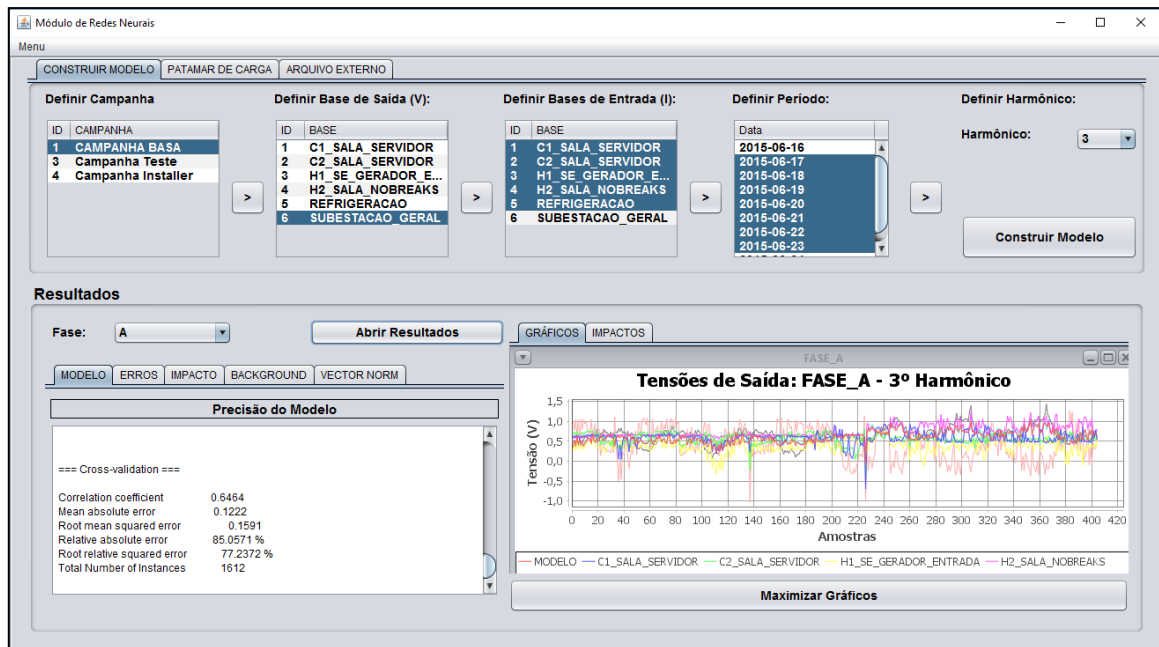 Módulo de Redes Neurais
Menu
CONSTRUIR MODELO PATAMAR DE CARGA ARQUIVO EXTERNO
Definir Campanha
ID CAMPANHA
1 CAMPANHA BASA
3 Campanha Teste
4 Campanha Installer
>
Definir Base de Saída (V):
ID BASE
1 C1_SALA_SERVIDOR
2 C2_SALA_SERVIDOR
3 H1_SE_GERADOR_E...
4 H2_SALA_NOBREAKS
5 REFRIGERACAO
6 SUBESTACAO_GERAL
>
Definir Bases de Entrada (I):
ID BASE
1 C1_SALA_SERVIDOR
2 C2_SALA_SERVIDOR
3 H1_SE_GERADOR_E...
4 H2_SALA_NOBREAKS
5 REFRIGERACAO
6 SUBESTACAO_GERAL
>
Definir Período:
Data
2015-06-16
2015-06-17
2015-06-18
2015-06-19
2015-06-20
2015-06-21
2015-06-22
2015-06-23
>
Definir Harmônico:
Harmônico: 3
Construir Modelo
Resultados
Fase: A
Abrir Resultados
MODELO ERROS IMPACTO BACKGROUND VECTOR NORM
Precisão do Modelo
=== Cross-validation ===
Correlation coefficient 0.6464
Mean absolute error 0.1222
Root mean squared error 0.1591
Relative absolute error 85.0571 %
Root relative squared error 77.2372 %
Total Number of Instances 1612
GRÁFICOS IMPACTOS
FASE_A
Tensões de Saída: FASE_A - 3º Harmônico
Tensão (V)
1,5
1,0
0,5
0,0
-0,5
-1,0
0 20 40 60 80 100 120 140 160 180 200 220 240 260 280 300 320 340 360 380 400 420
Amostras
MODELO C1_SALA_SERVIDOR C2_SALA_SERVIDOR H1_SE_GERADOR_ENTRADA H2_SALA_NOBREAKS
Maximizar Gráficos